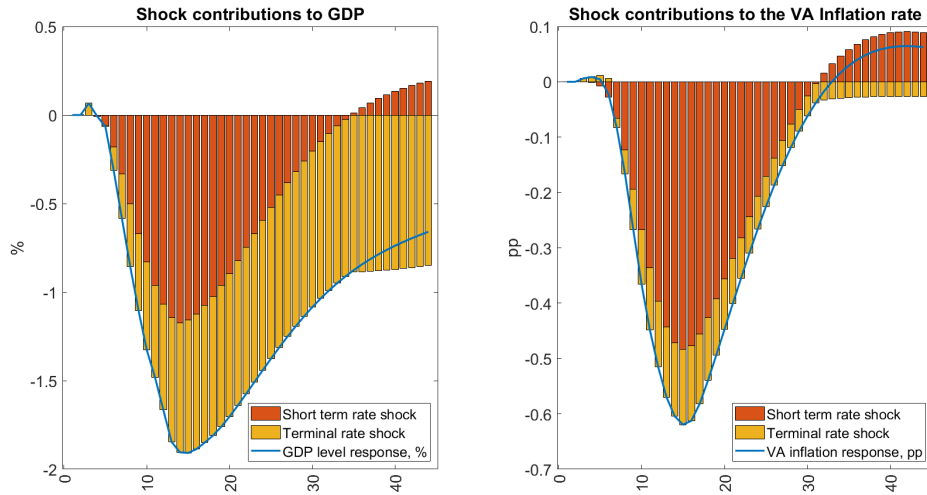 Shock contributions to GDP
0.5
0
-0.5
-1
-1.5
-2
%
0
10
20
30
40
Short term rate shock
Terminal rate shock
GDP level response, %
Shock contributions to the VA Inflation rate
0.1
0
-0.1
-0.2
-0.3
-0.4
-0.5
-0.6
-0.7
pp
0
10
20
30
40
Short term rate shock
Terminal rate shock
VA inflation response, pp